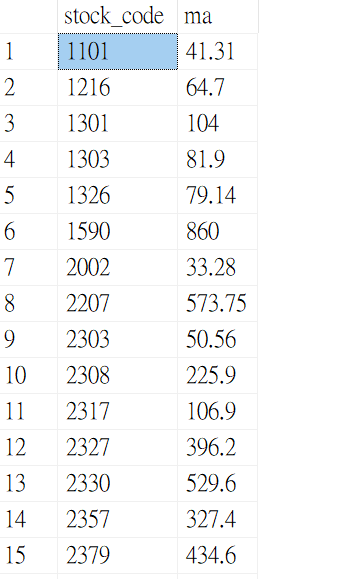 stock_code ma
1 1101 41.31
2 1216 64.7
3 1301 104
4 1303 81.9
5 1326 79.14
6 1590 860
7 2002 33.28
8 2207 573.75
9 2303 50.56
10 2308 225.9
11 2317 106.9
12 2327 396.2
13 2330 529.6
14 2357 327.4
15 2379 434.6